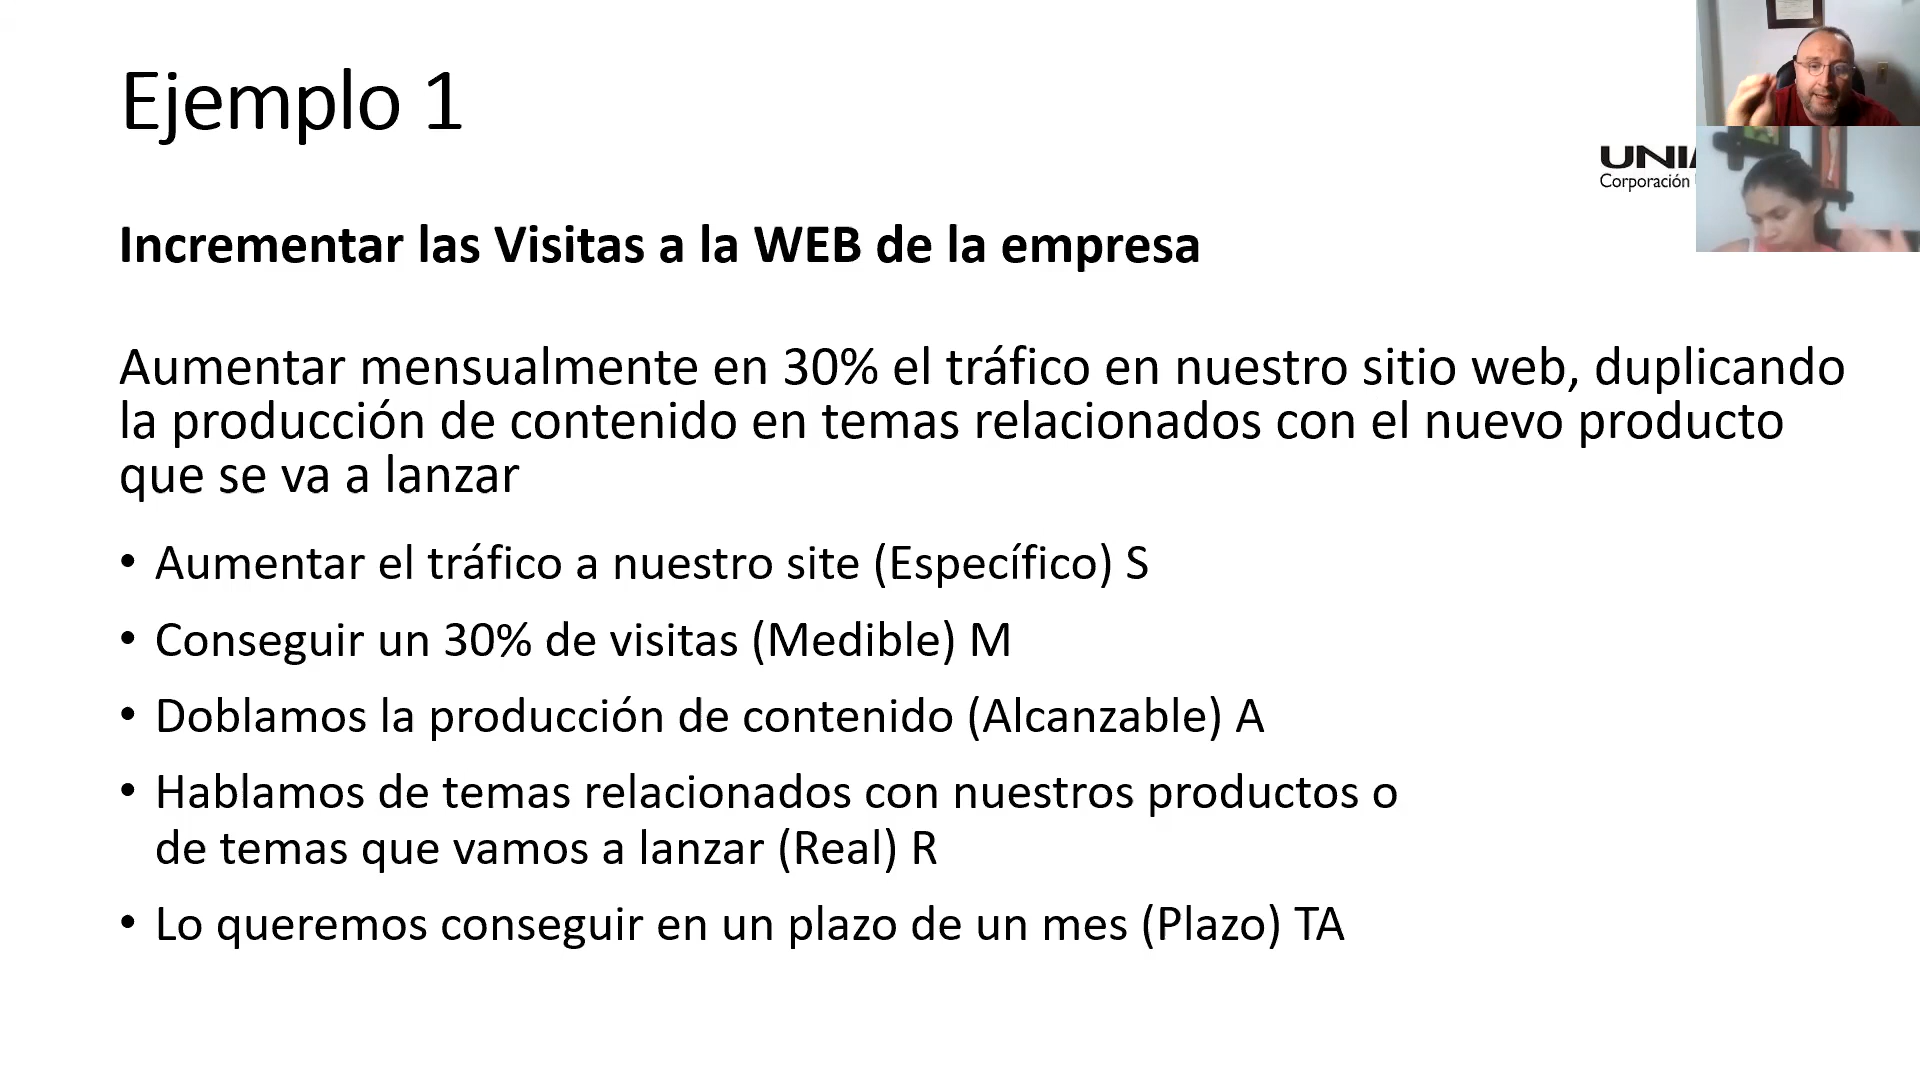 Ejemplo 1
Corporación
Incrementar las Visitas a la WEB de la empresa
Aumentar mensualmente en 30% el tráfico en nuestro sitio web, duplicando
la producción de contenido en temas relacionados con el nuevo producto
que se va a lanzar
• Aumentar el tráfico a nuestro site (Específico) S
• Conseguir un 30% de visitas (Medible) M
• Doblamos la producción de contenido (Alcanzable) A
• Hablamos de temas relacionados con nuestros productos o
de temas que vamos a lanzar (Real) R
• Lo queremos conseguir en un plazo de un mes (Plazo) TA